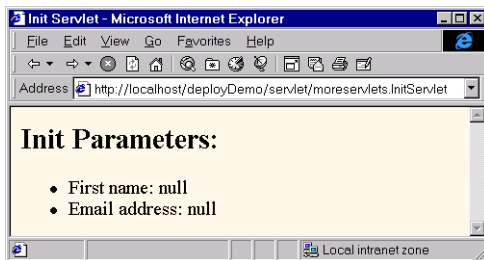 Init Servlet - Microsoft Internet Explorer
File Edit View Go Favorites Help
Address http://localhost/deployDemo/servlet/moreservlets.InitServlet
Init Parameters:
• First name: null
• Email address: null
Local intranet zone